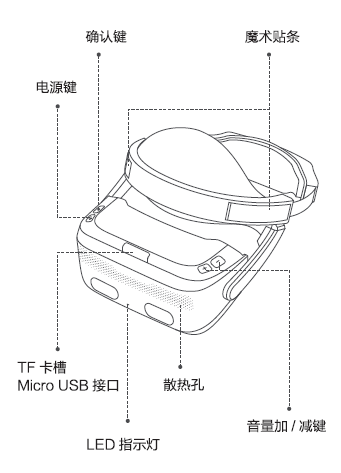 确认键
魔术贴条
电源键
TF 卡槽
Micro USB 接口
散热孔
音量加 / 减键
LED 指示灯